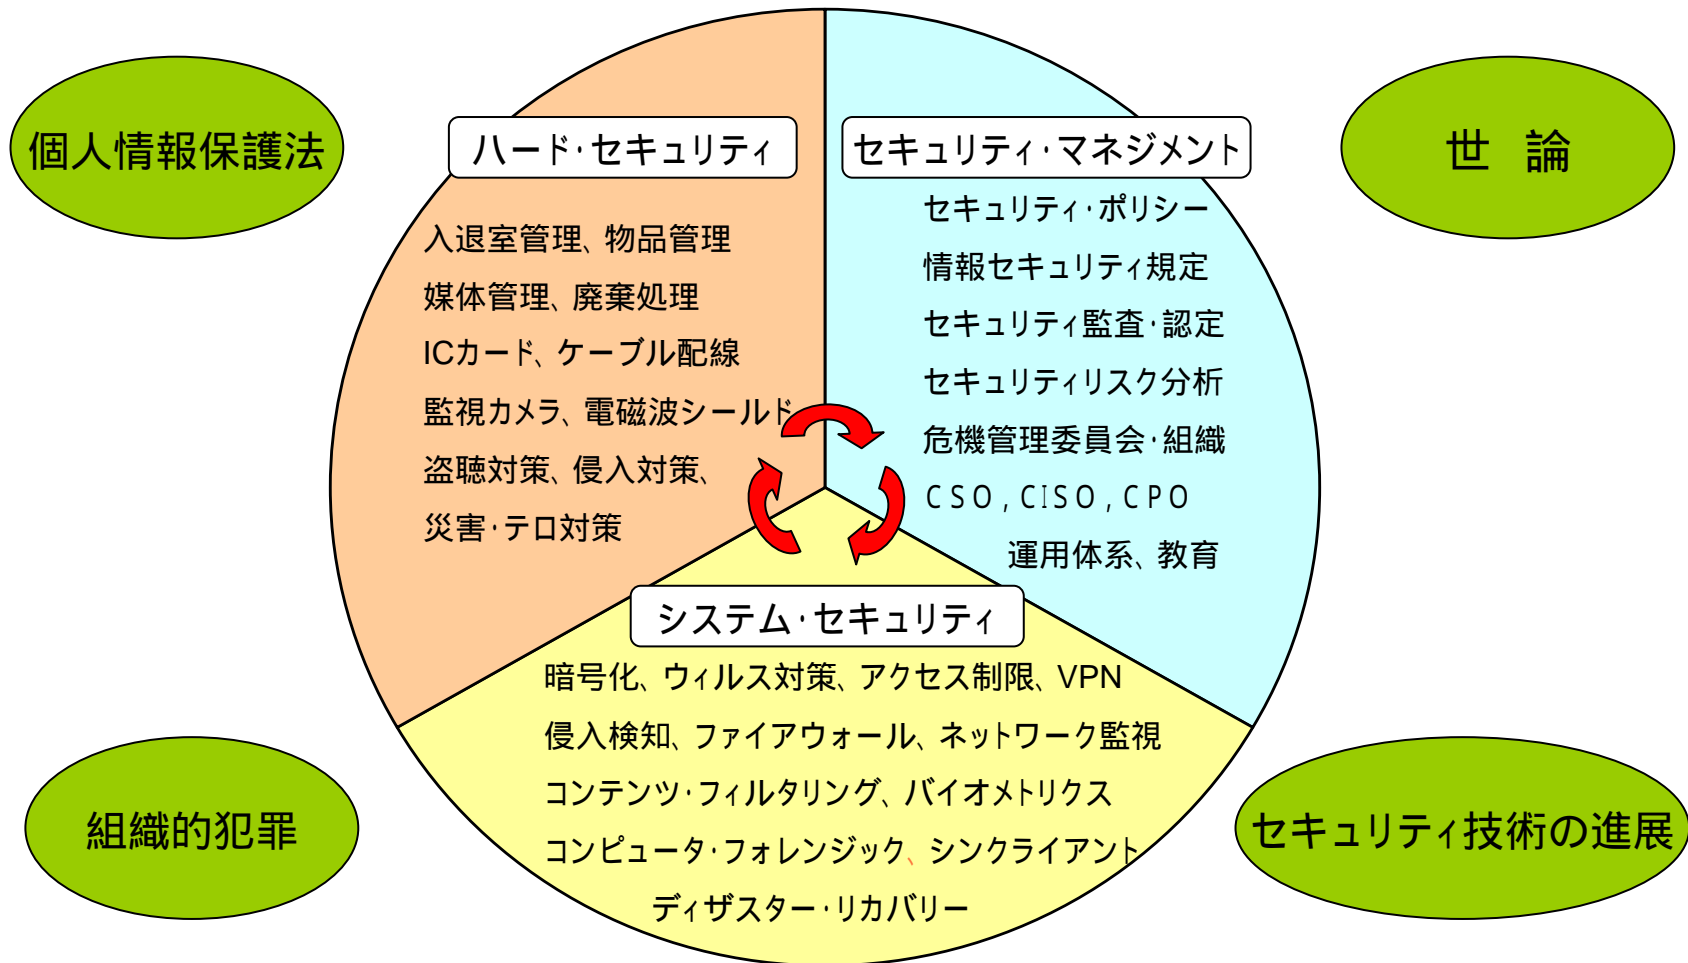 個人情報保護法
世 論
ハード・セキュリティ
入退室管理、物品管理
媒体管理、廃棄処理
ICカード、ケーブル配線
監視カメラ、電磁波シールド
盗聴対策、侵入対策、
災害・テロ対策
セキュリティ・マネジメント
セキュリティ・ポリシー
情報セキュリティ規定
セキュリティ監査・認定
セキュリティリスク分析
危機管理委員会・組織
CSO,CISO,CPO
運用体系、教育
システム・セキュリティ
暗号化、ウィルス対策、アクセス制限、VPN
侵入検知、ファイアウォール、ネットワーク監視
コンテンツ・フィルタリング、バイオメトリクス
コンピュータ・フォレンジック、シンクライアント
ディザスター・リカバリー
組織的犯罪
セキュリティ技術の進展